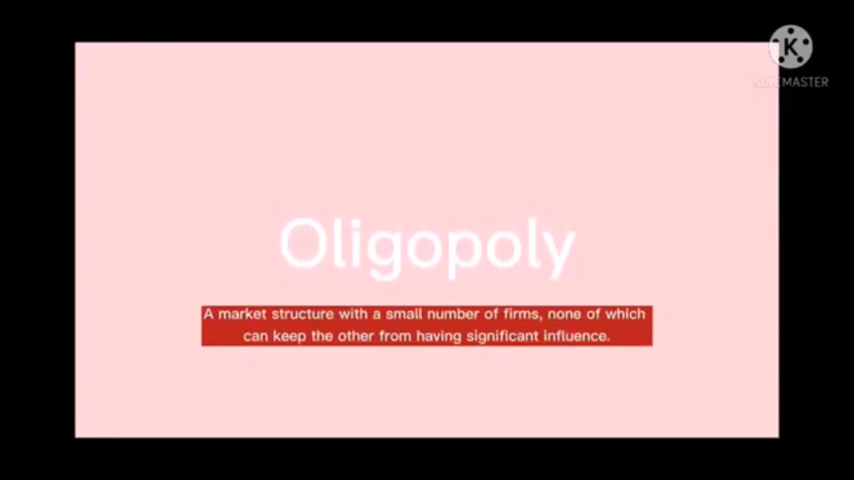 K
KINEMASTER
Oligopoly
A market structure with a small number of firms, none of which
can keep the other from having significant influence.